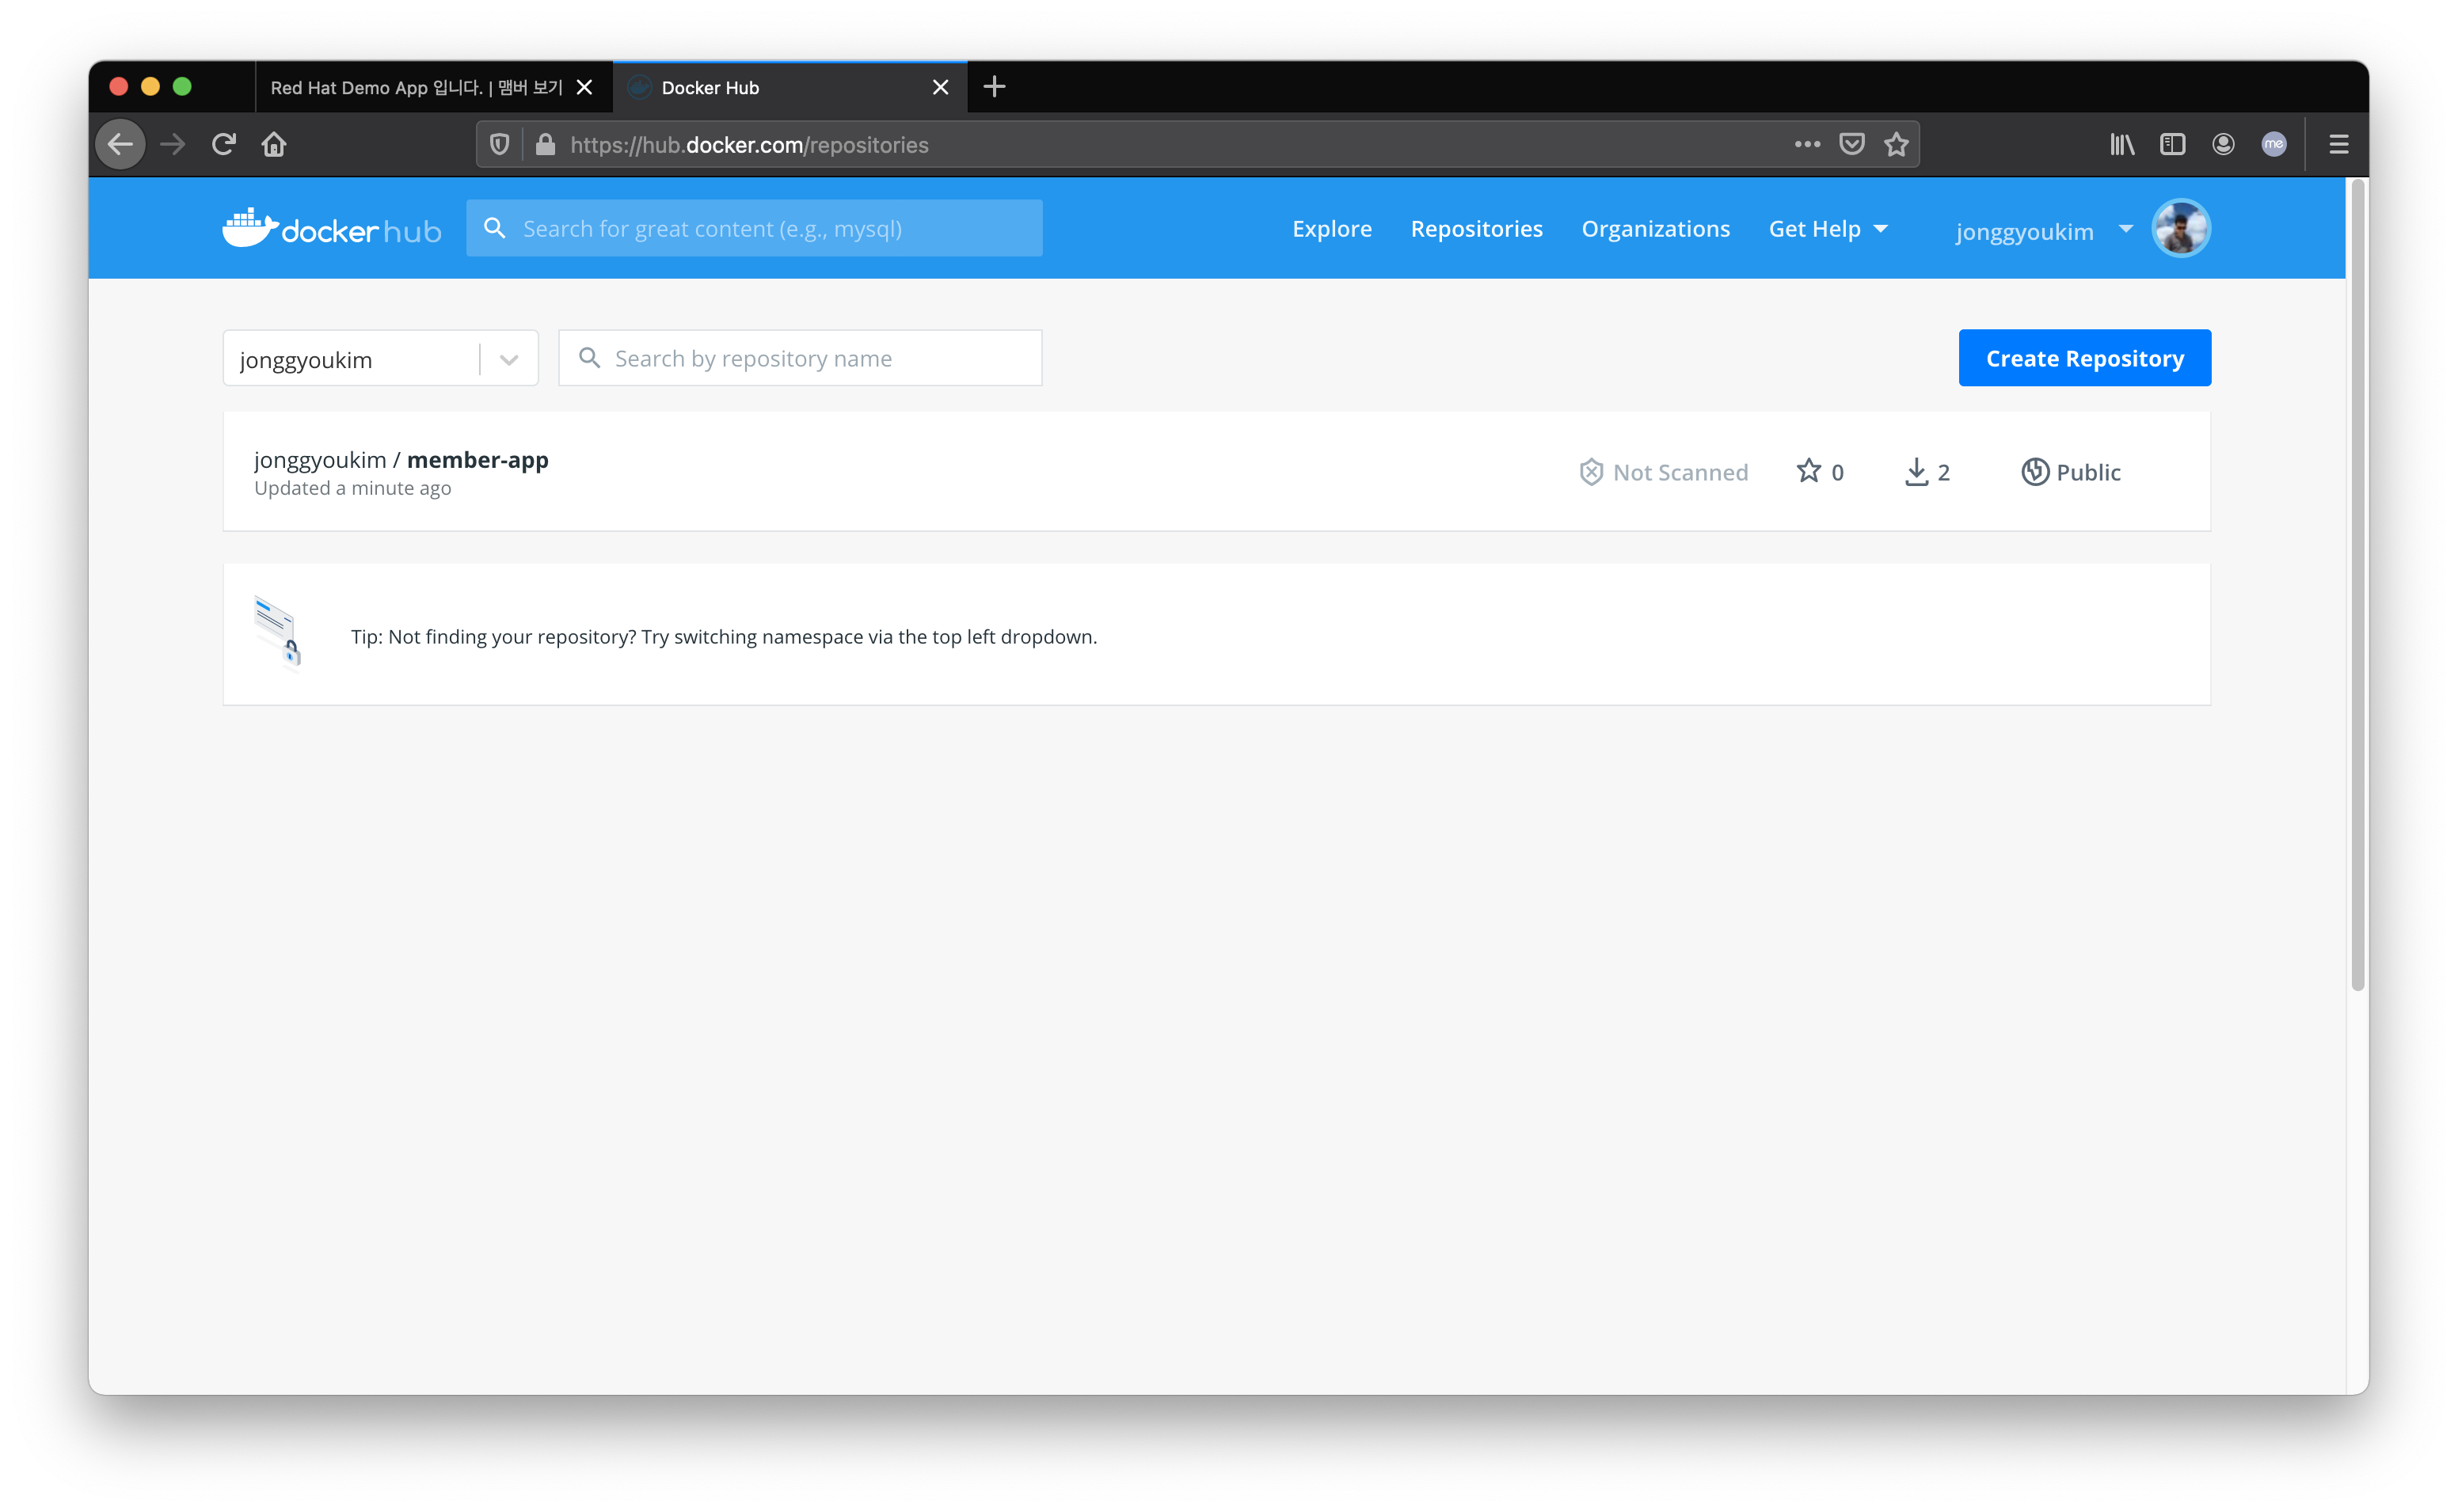 Red Hat Demo App 입니다. | 맴버 보기
Docker Hub
https://hub.docker.com/repositories
me
docker hub
Search for great content (e.g., mysql)
Explore
Repositories
Organizations
Get Help
jonggyoukim
jonggyoukim
Search by repository name
Create Repository
jonggyoukim / member-app
Updated a minute ago
Not Scanned
0
2
Public
Tip: Not finding your repository? Try switching namespace via the top left dropdown.